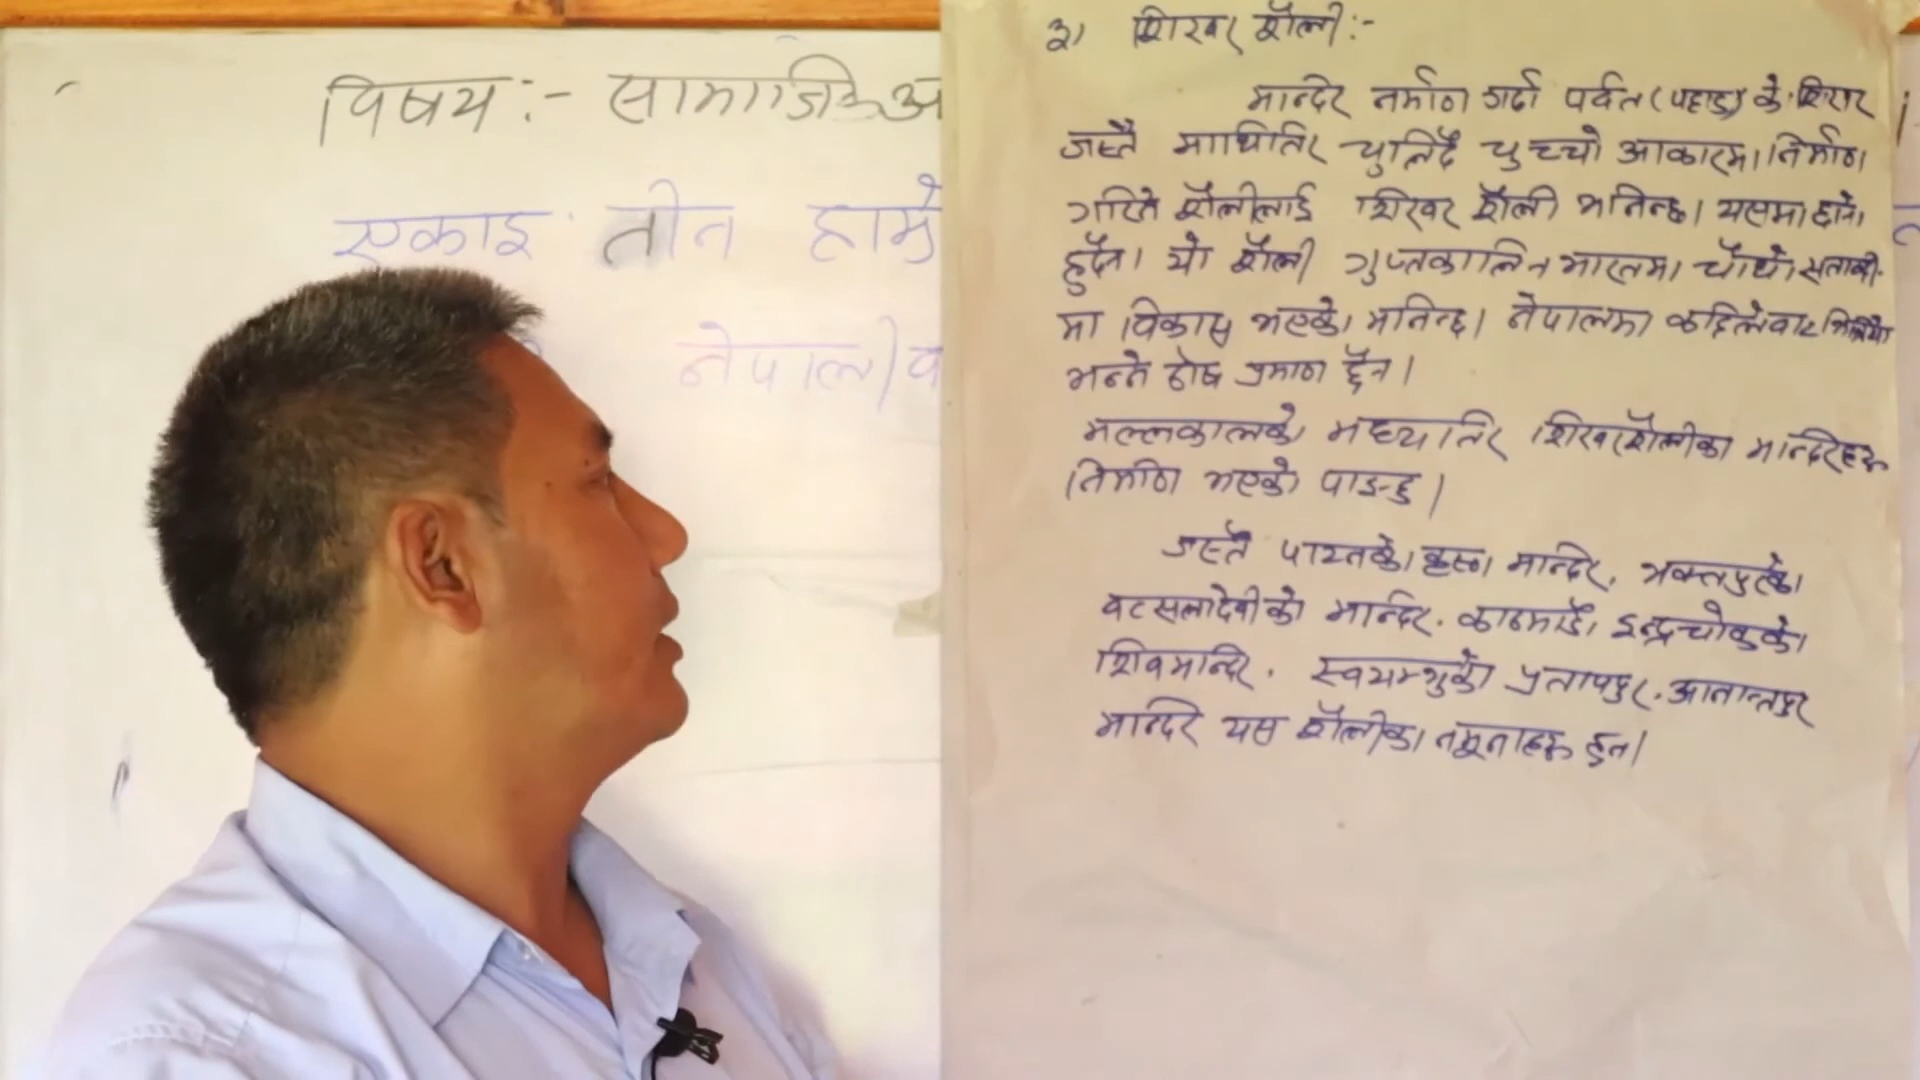 विषय :- सामाजिक अ
एकाइ तीन हाम्रो
नेपाली व
३) शिखर शैली :-
मन्दिर निर्माण गर्दा पर्वत (पहाड) को शिखर
जस्तै माथितिर चुलिदै चुच्चो आकारमा निर्माण
गरिने शैलीलाई शिखर शैली भनिन्छ। यसमा छाने
हुदैन। यो शैली गुप्तकालिन भारतमा चौथो सताब्दी-
मा विकास भएको मानिन्छ। नेपालमा कहिलेबाट भित्रियो
भन्ने ठोस प्रमाण छैन।
मल्लकालको मध्यतिर शिखरशैलीका मन्दिरहरू
निर्माण भएको पाइन्छ।
जस्तै पाटनको कृष्ण मन्दिर, भक्तपुरको
वत्सलादेवीको मन्दिर, काठमाडौं इन्द्रचोकको
शिवमन्दिर, स्वयम्भुको प्रतापपुर, आनान्तपुर
मन्दिर यस शैलीका नमूनाहरू हुन।